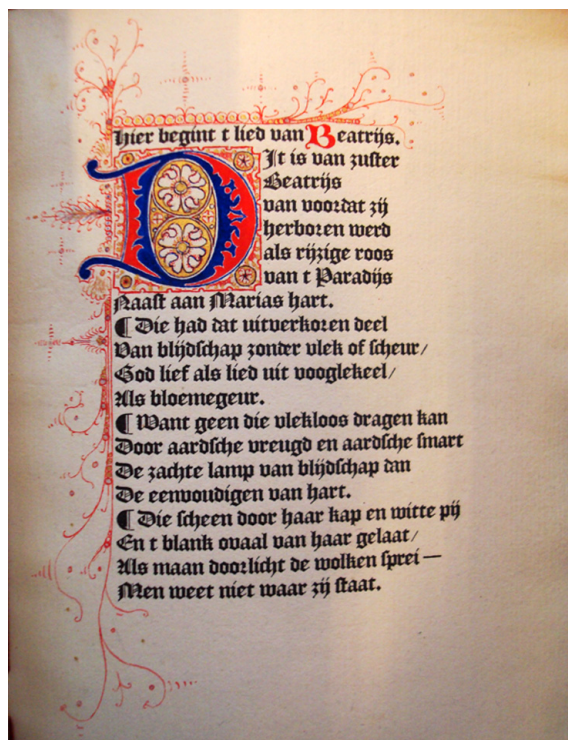 Hier begint t lied van Beatrijs.
Dit is van zuster
Beatrijs
van voordat zij
herboren werd
als rijzige roos
van t Paradijs
Naast aan Marias hart.
¶ Die had dat uitverkoren deel
Van blijdschap zonder vlek of scheur/
God lief als lied uit vooglekeel/
Als bloemegeur.
¶ Want geen die vlekloos dragen kan
Door aardsche vreugd en aardsche smart
De zachte lamp van blijdschap dan
De eenvoudigen van hart.
¶ Die scheen door haar kap en witte pij
En t blank ovaal van haar gelaat/
Als maan doorlicht de wolken sprei —
Men weet niet waar zij staat.